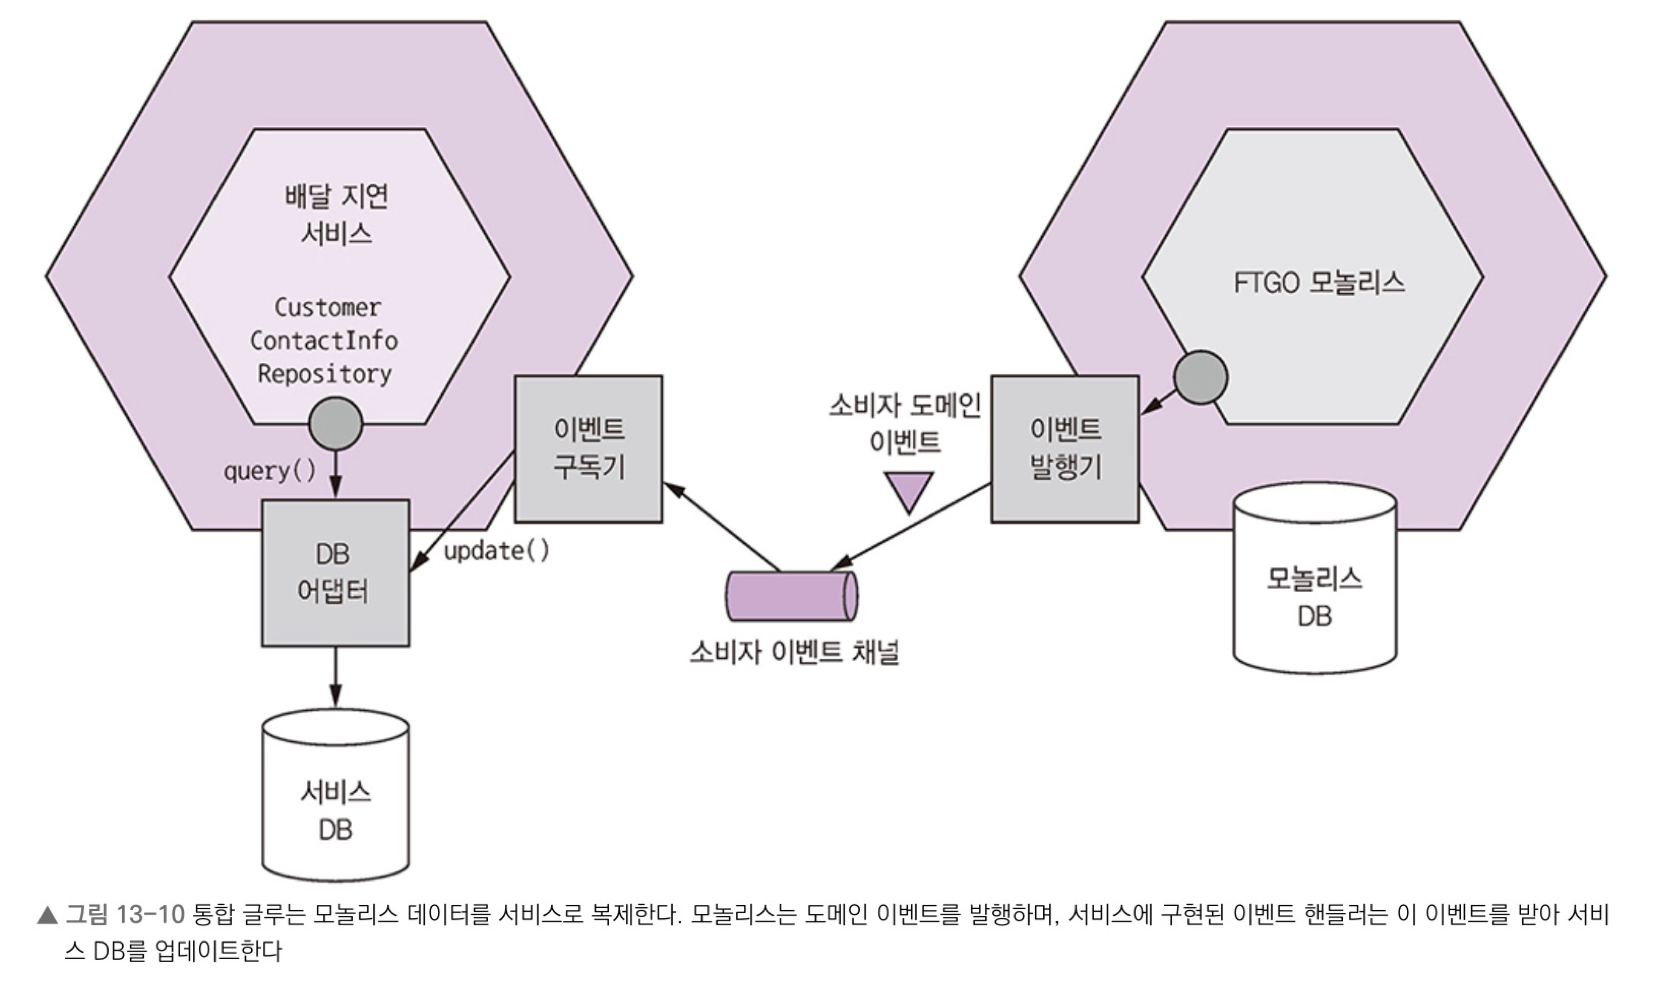 배달 지연
서비스
Customer
ContactInfo
Repository
query()
DB
어댑터
update()
서비스
DB
이벤트
구독기
소비자 도메인
이벤트
소비자 이벤트 채널
이벤트
발행기
FTGO 모놀리스
모놀리스
DB
▲ 그림 13-10 통합 글루는 모놀리스 데이터를 서비스로 복제한다. 모놀리스는 도메인 이벤트를 발행하며, 서비스에 구현된 이벤트 핸들러는 이 이벤트를 받아 서비
스 DB를 업데이트한다